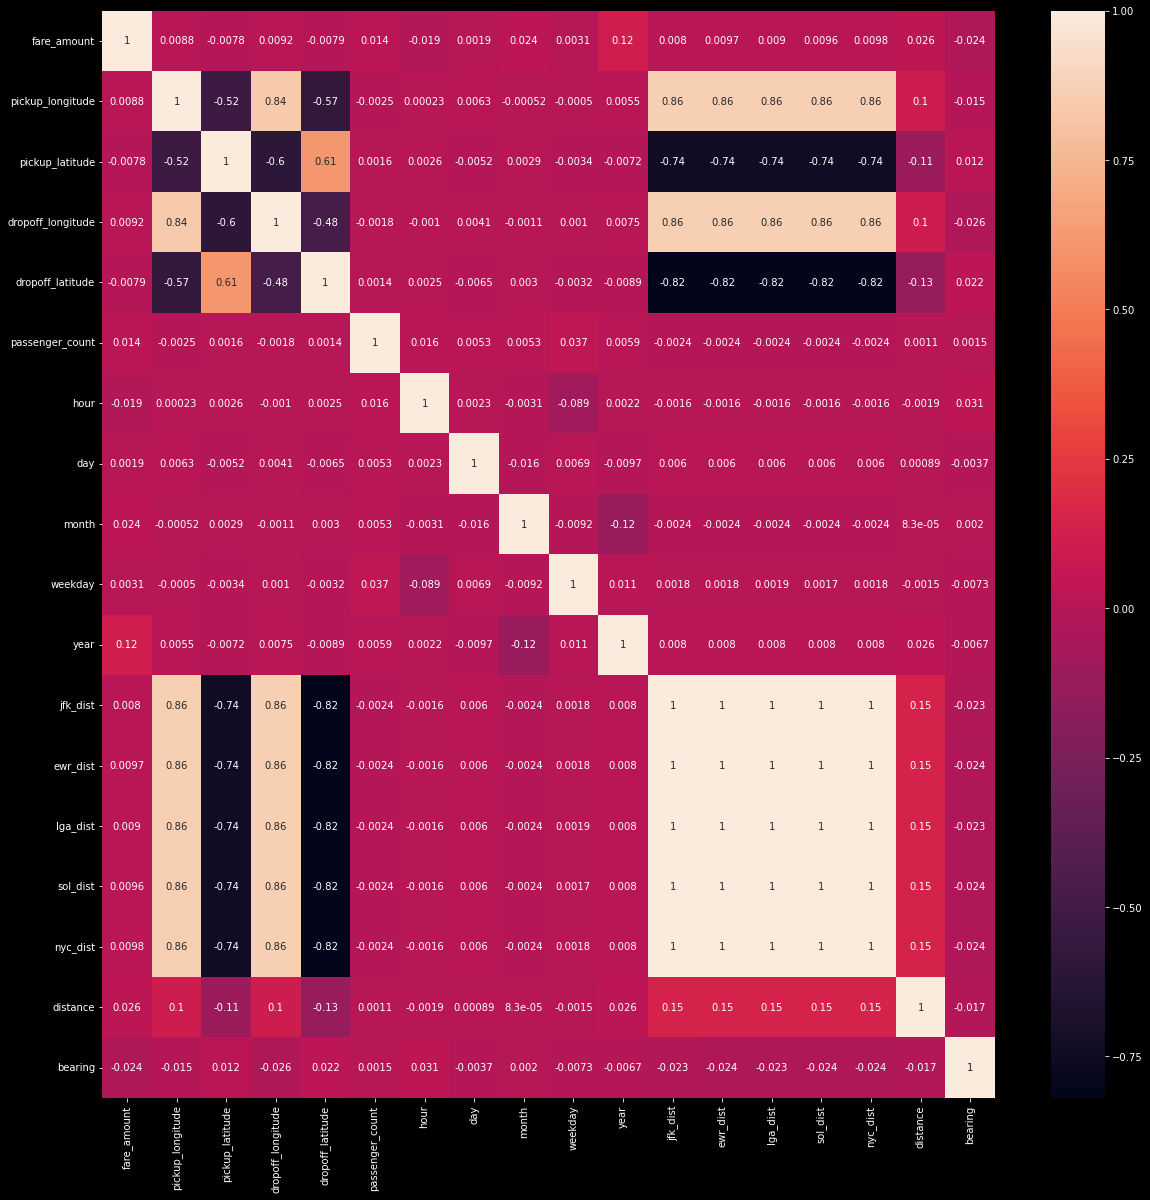 fare_amount 1 0.0088 -0.0078 0.0092 -0.0079 0.014 -0.019 0.0019 0.024 0.0031 0.12 0.008 0.0097 0.009 0.0096 0.0098 0.026 -0.024
pickup_longitude 0.0088 1 -0.52 0.84 -0.57 -0.0025 0.00023 0.0063 -0.00052 -0.0005 0.0055 0.86 0.86 0.86 0.86 0.86 0.1 -0.015
pickup_latitude -0.0078 -0.52 1 -0.6 0.61 0.0016 0.0026 -0.0052 0.0029 -0.0034 -0.0072 -0.74 -0.74 -0.74 -0.74 -0.74 -0.11 0.012
dropoff_longitude 0.0092 0.84 -0.6 1 -0.48 -0.0018 -0.001 0.0041 -0.0011 0.001 0.0075 0.86 0.86 0.86 0.86 0.86 0.1 -0.026
dropoff_latitude -0.0079 -0.57 0.61 -0.48 1 0.0014 0.0025 -0.0065 0.003 -0.0032 -0.0089 -0.82 -0.82 -0.82 -0.82 -0.82 -0.13 0.022
passenger_count 0.014 -0.0025 0.0016 -0.0018 0.0014 1 0.016 0.0053 0.0053 0.037 0.0059 -0.0024 -0.0024 -0.0024 -0.0024 -0.0024 0.0011 0.0015
hour -0.019 0.00023 0.0026 -0.001 0.0025 0.016 1 0.0023 -0.0031 -0.089 0.0022 -0.0016 -0.0016 -0.0016 -0.0016 -0.0016 -0.0019 0.031
day 0.0019 0.0063 -0.0052 0.0041 -0.0065 0.0053 0.0023 1 -0.016 0.0069 -0.0097 0.006 0.006 0.006 0.006 0.006 0.00089 -0.0037
month 0.024 -0.00052 0.0029 -0.0011 0.003 0.0053 -0.0031 -0.016 1 -0.0092 -0.12 -0.0024 -0.0024 -0.0024 -0.0024 -0.0024 8.3e-05 0.002
weekday 0.0031 -0.0005 -0.0034 0.001 -0.0032 0.037 -0.089 0.0069 -0.0092 1 0.011 0.0018 0.0018 0.0019 0.0017 0.0018 -0.0015 -0.0073
year 0.12 0.0055 -0.0072 0.0075 -0.0089 0.0059 0.0022 -0.0097 -0.12 0.011 1 0.008 0.008 0.008 0.008 0.008 0.026 -0.0067
jfk_dist 0.008 0.86 -0.74 0.86 -0.82 -0.0024 -0.0016 0.006 -0.0024 0.0018 0.008 1 1 1 1 1 0.15 -0.023
ewr_dist 0.0097 0.86 -0.74 0.86 -0.82 -0.0024 -0.0016 0.006 -0.0024 0.0018 0.008 1 1 1 1 1 0.15 -0.024
lga_dist 0.009 0.86 -0.74 0.86 -0.82 -0.0024 -0.0016 0.006 -0.0024 0.0019 0.008 1 1 1 1 1 0.15 -0.023
sol_dist 0.0096 0.86 -0.74 0.86 -0.82 -0.0024 -0.0016 0.006 -0.0024 0.0017 0.008 1 1 1 1 1 0.15 -0.024
nyc_dist 0.0098 0.86 -0.74 0.86 -0.82 -0.0024 -0.0016 0.006 -0.0024 0.0018 0.008 1 1 1 1 1 0.15 -0.024
distance 0.026 0.1 -0.11 0.1 -0.13 0.0011 -0.0019 0.00089 8.3e-05 -0.0015 0.026 0.15 0.15 0.15 0.15 0.15 1 -0.017
bearing -0.024 -0.015 0.012 -0.026 0.022 0.0015 0.031 -0.0037 0.002 -0.0073 -0.0067 -0.023 -0.024 -0.023 -0.024 -0.024 -0.017 1
fare_amount pickup_longitude pickup_latitude dropoff_longitude dropoff_latitude passenger_count hour day month weekday year jfk_dist ewr_dist lga_dist sol_dist nyc_dist distance bearing
1.00
0.75
0.50
0.25
0.00
−0.25
−0.50
−0.75